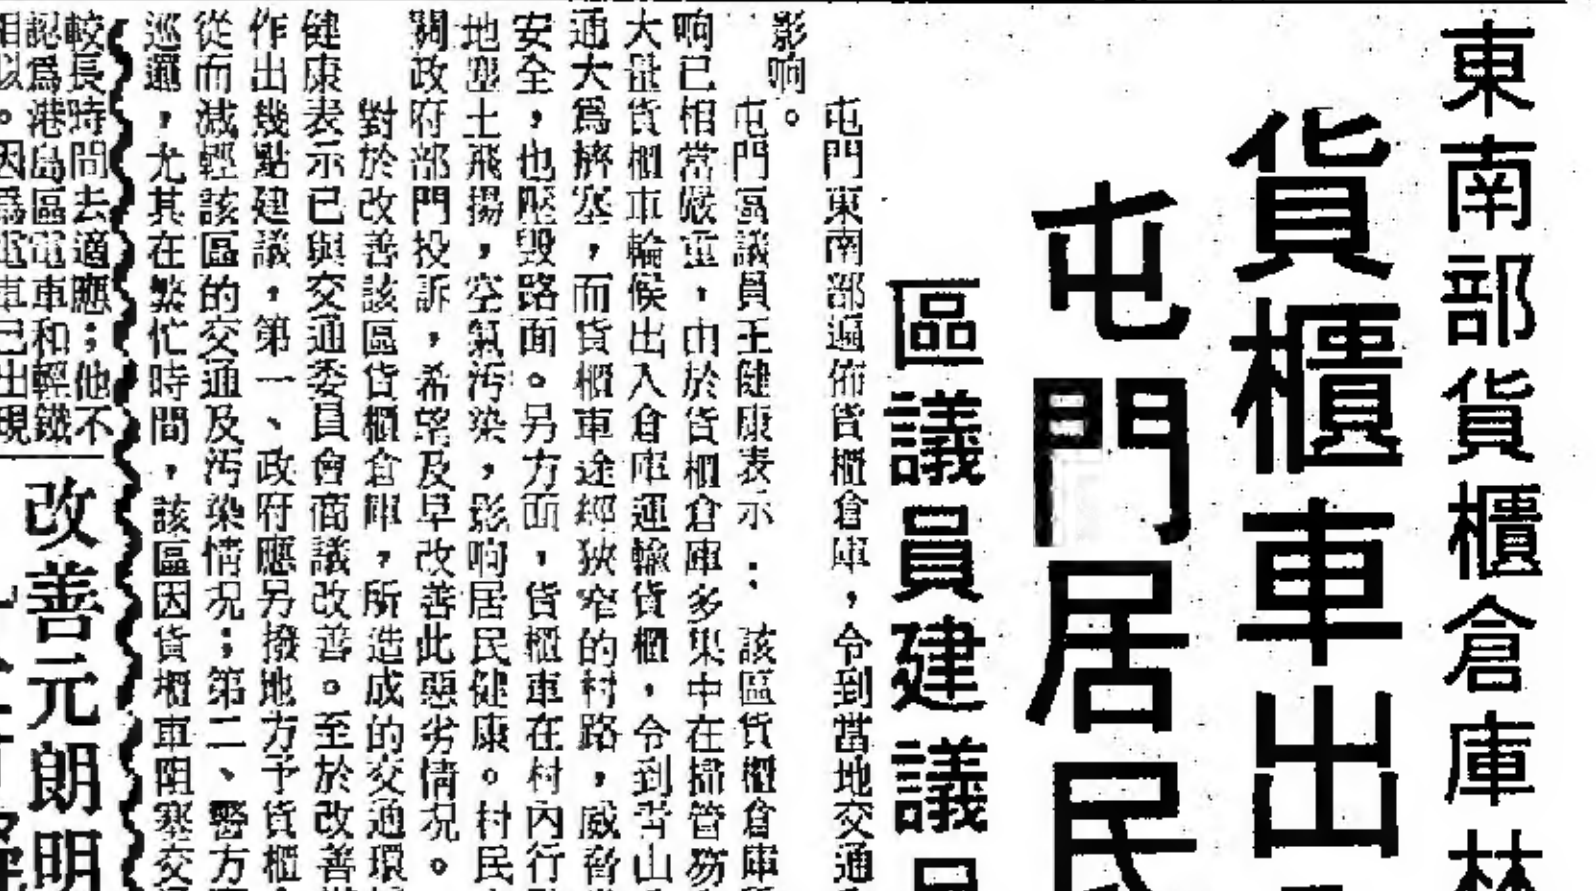 東南部貨櫃倉庫林
貨櫃車出
屯門居民
區議員建議
屯門東南部遍佈貨櫃倉庫，令到當地交通
影响。
屯門區議員王健康表示：該區貨櫃倉庫
响已相當嚴重，由於貨櫃倉庫多集中在掃管笏
大量貨櫃車輪候出入倉庫運輸貨櫃，令到青山
通大為擠塞，而貨櫃車途經狹窄的村路，威脅
安全，也壓毀路面。另方面，貨櫃車在村內行
地塵土飛揚，空氣汚染，影响居民健康。村民
關政府部門投訴，希望及早改善此惡劣情况。
對於改善該區貨櫃倉庫，所造成的交通環
健康表示已與交通委員會商議改善。至於改善
作出幾點建議，第一、政府應另撥地方予貨櫃
從而減輕該區的交通及汚染情况；第二、警方
巡邏，尤其在繁忙時間，該區因貨櫃車阻塞交
較長時間去適應；他不
認為港島區電車和輕鐵
相似。因為電車已出現
改善元朗明